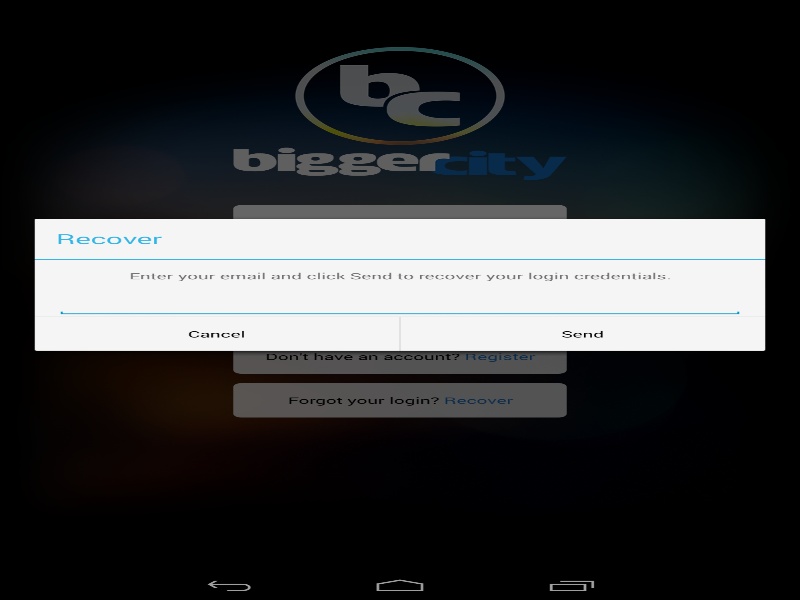 bc
biggercity
Recover
Enter your email and click Send to recover your login credentials.
Cancel Send
Don't have an account? Register
Forgot your login? Recover